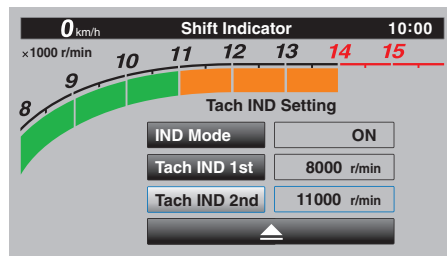 0 km/h Shift Indicator 10:00
×1000 r/min
8 9 10 11 12 13 14 15
Tach IND Setting
IND Mode ON
Tach IND 1st 8000 r/min
Tach IND 2nd 11000 r/min